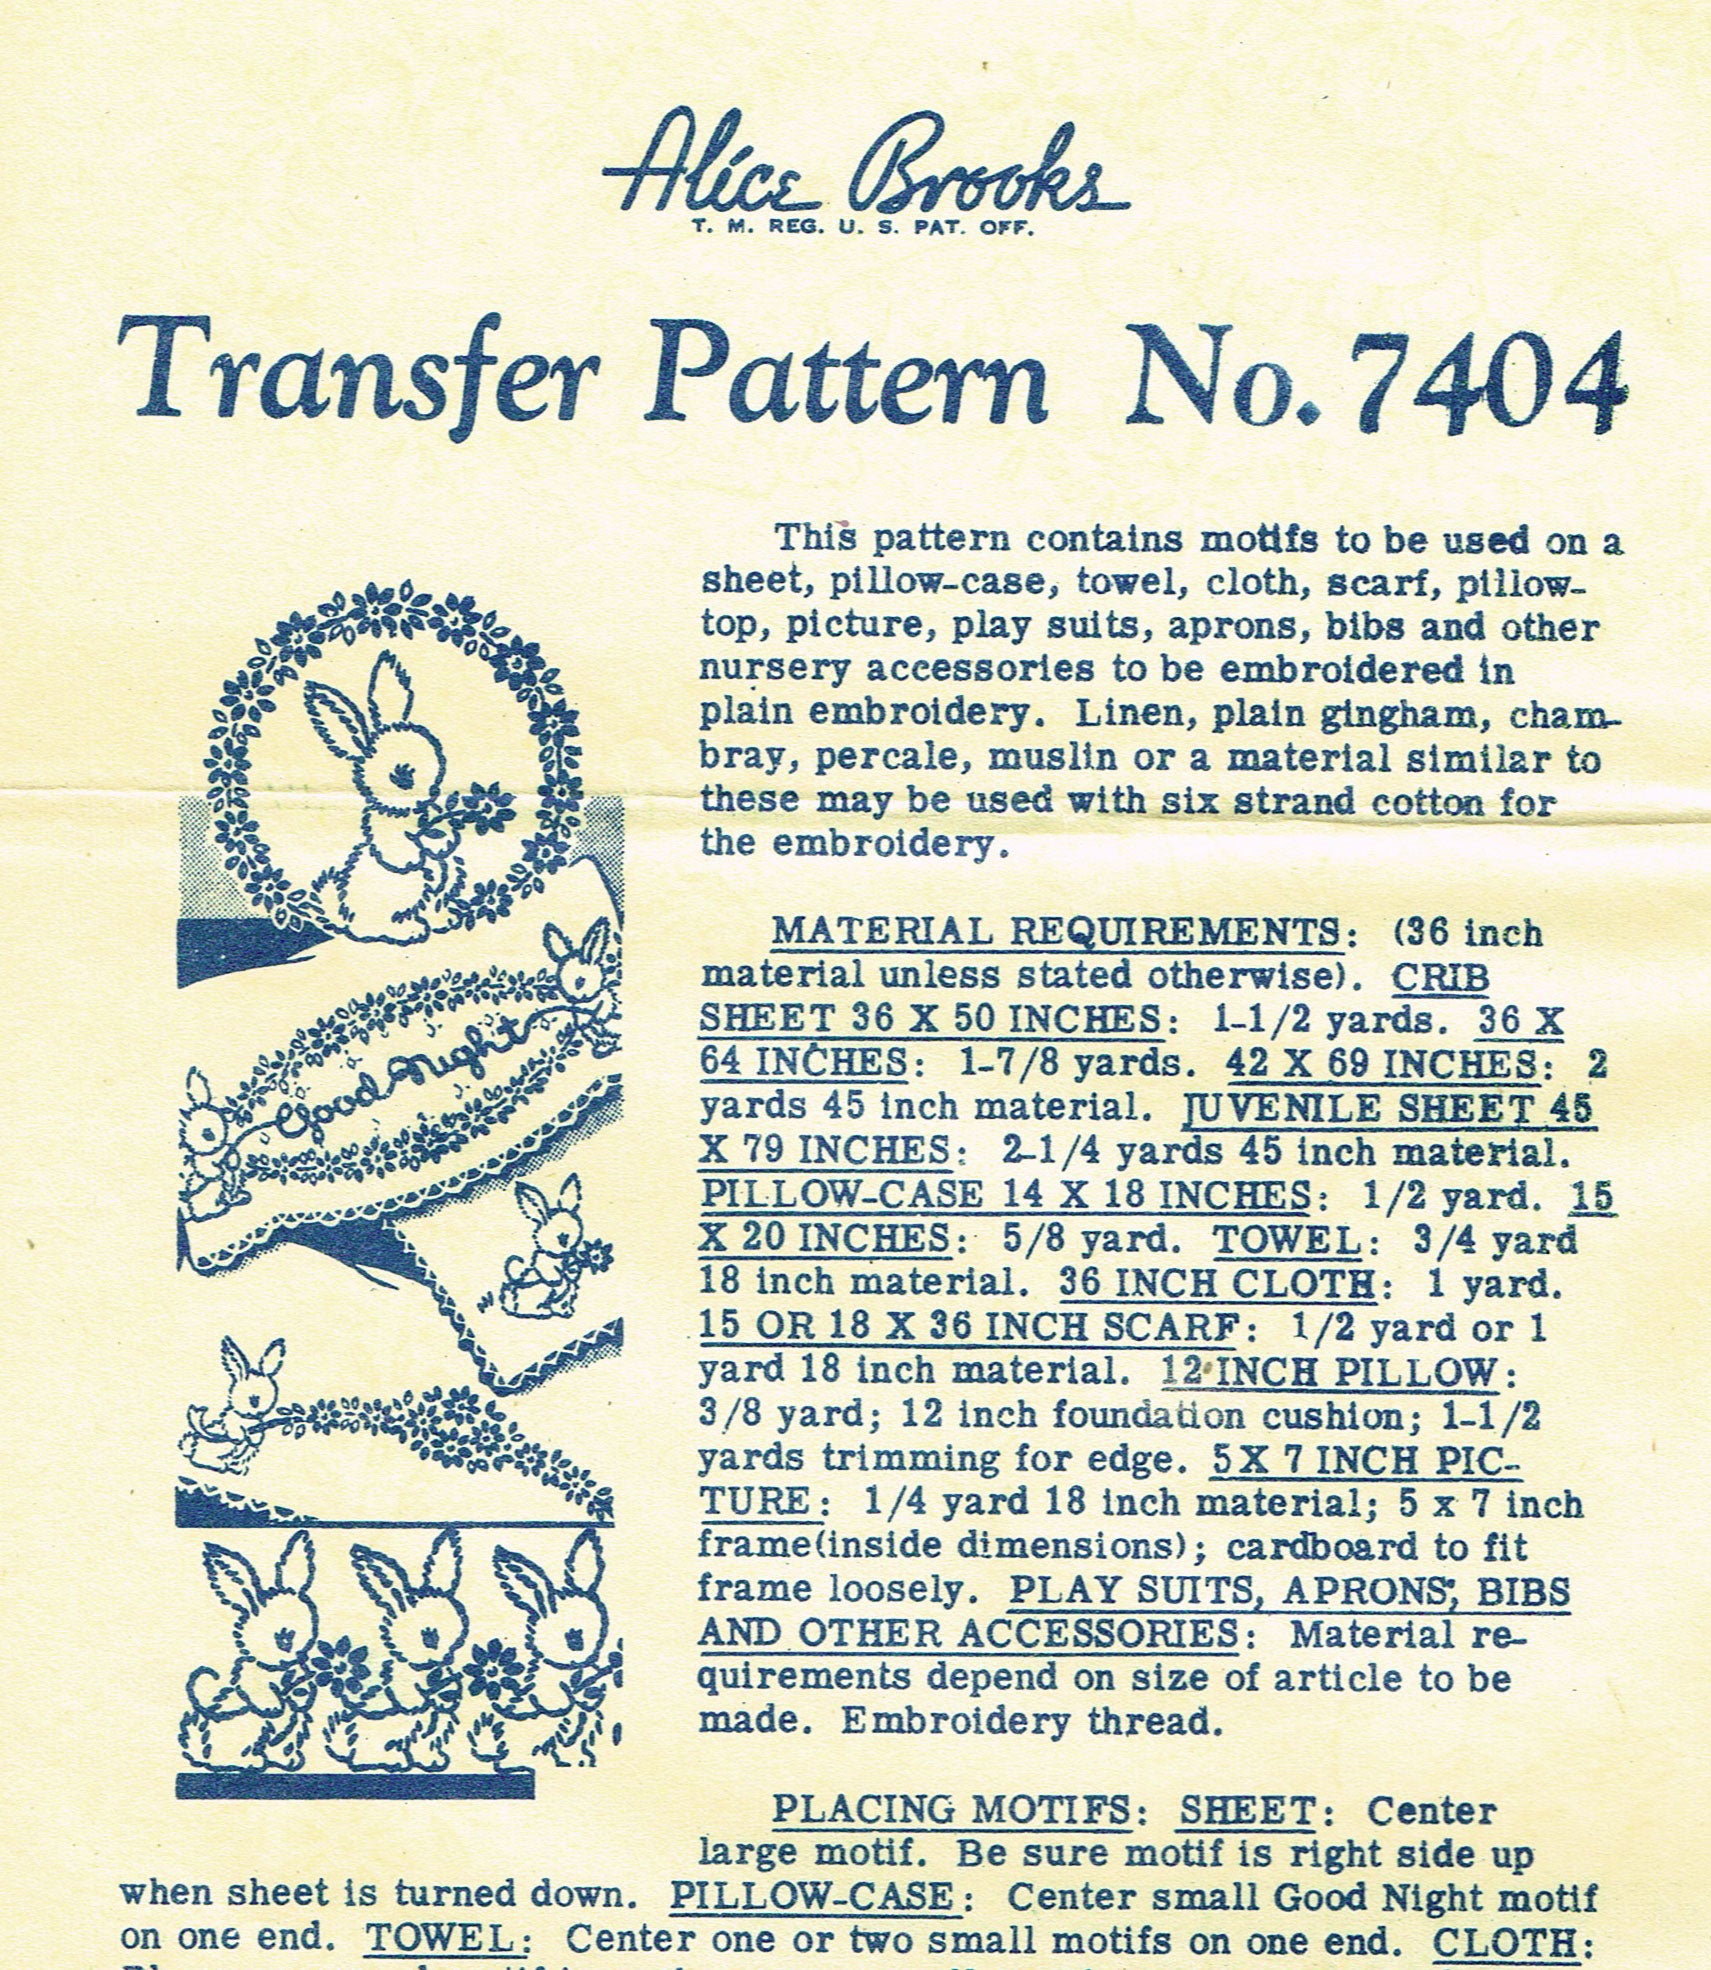 Alice Brooks
T. M. REG. U. S. PAT. OFF.
Transfer Pattern No. 7404
This pattern contains motifs to be used on a
sheet, pillow-case, towel, cloth, scarf, pillow-
top, picture, play suits, aprons, bibs and other
nursery accessories to be embroidered in
plain embroidery. Linen, plain gingham, cham-
bray, percale, muslin or a material similar to
these may be used with six strand cotton for
the embroidery.
MATERIAL REQUIREMENTS: (36 inch
material unless stated otherwise). CRIB
SHEET 36 X 50 INCHES: 1-1/2 yards. 36 X
64 INCHES: 1-7/8 yards. 42 X 69 INCHES: 2
yards 45 inch material. JUVENILE SHEET 45
X 79 INCHES: 2-1/4 yards 45 inch material.
PILLOW-CASE 14 X 18 INCHES: 1/2 yard. 15
X 20 INCHES: 5/8 yard. TOWEL: 3/4 yard
18 inch material. 36 INCH CLOTH: 1 yard.
15 OR 18 X 36 INCH SCARF: 1/2 yard or 1
yard 18 inch material. 12 INCH PILLOW:
3/8 yard; 12 inch foundation cushion; 1-1/2
yards trimming for edge. 5 X 7 INCH PIC-
TURE: 1/4 yard 18 inch material; 5 x 7 inch
frame(inside dimensions); cardboard to fit
frame loosely. PLAY SUITS, APRONS, BIBS
AND OTHER ACCESSORIES: Material re-
quirements depend on size of article to be
made. Embroidery thread.
Good Night
PLACING MOTIFS: SHEET: Center
large motif. Be sure motif is right side up
when sheet is turned down. PILLOW-CASE: Center small Good Night motif
on one end. TOWEL: Center one or two small motifs on one end. CLOTH: